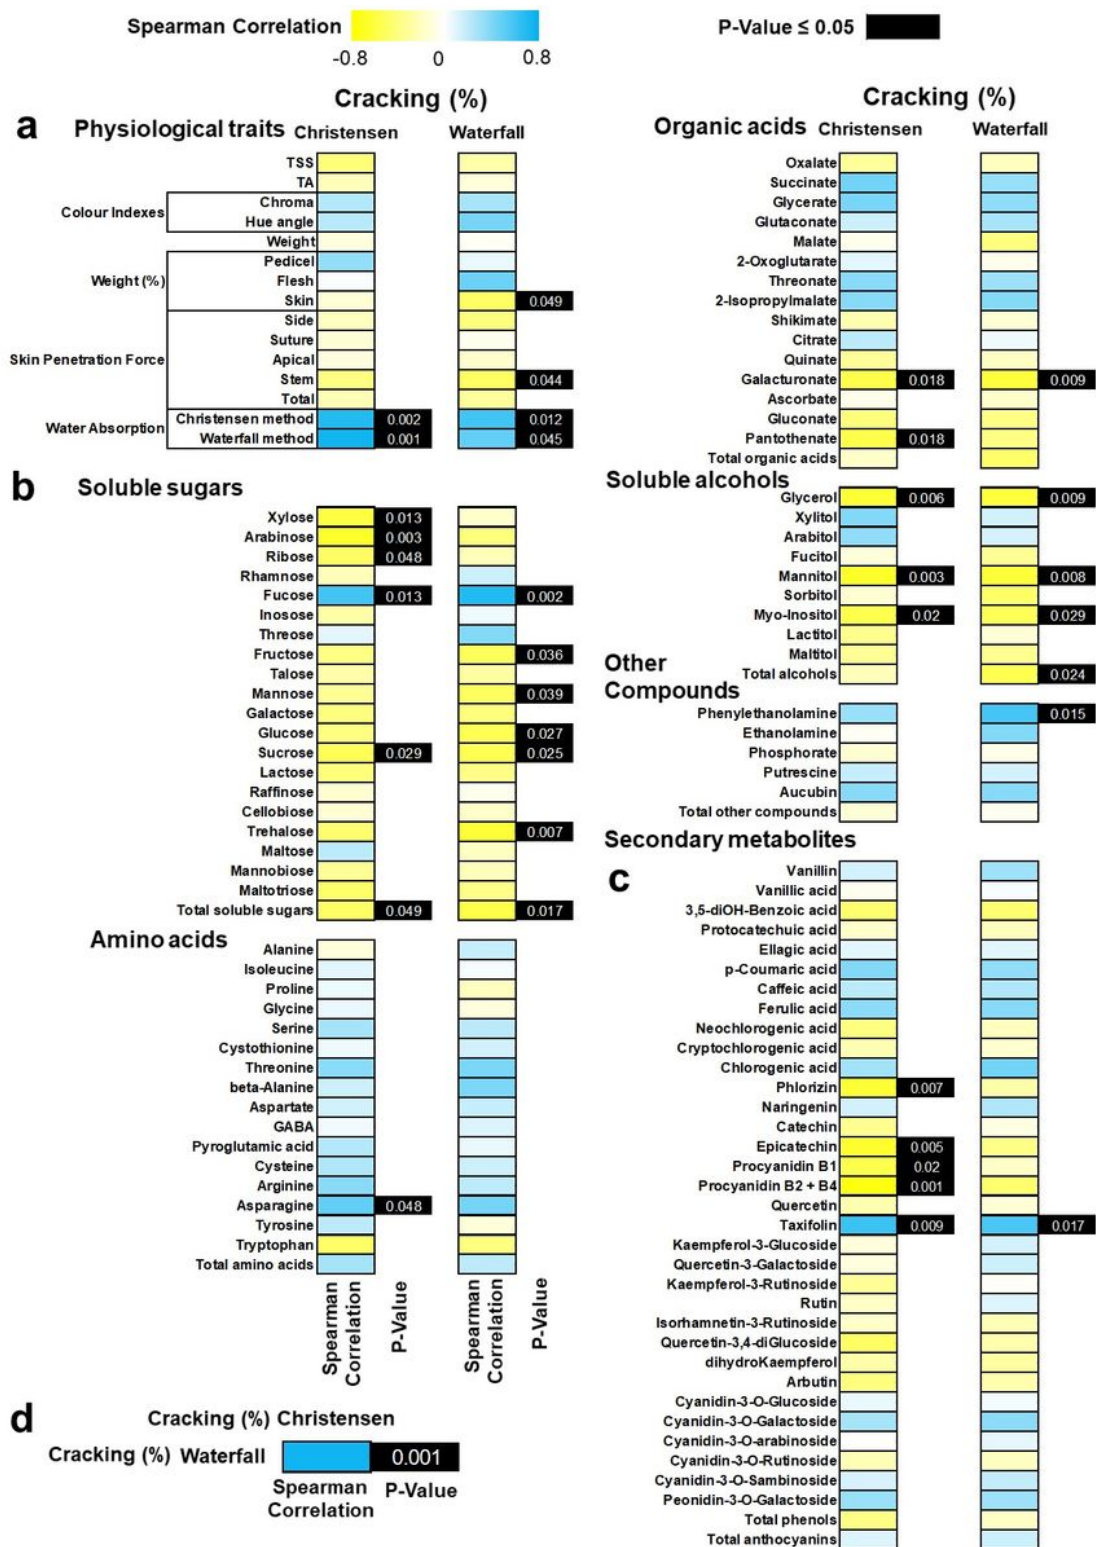 Spearman Correlation
-0.8 0 0.8
P-Value ≤ 0.05
a
Cracking (%)
Physiological traits Christensen Waterfall
TSS
TA
Colour Indexes
Chroma
Hue angle
Weight
Weight (%)
Pedicel
Flesh
Skin 0.049
Skin Penetration Force
Side
Suture
Apical
Stem 0.044
Total
Water Absorption
Christensen method 0.002 0.012
Waterfall method 0.001 0.045
b Soluble sugars
Xylose 0.013
Arabinose 0.003
Ribose 0.048
Rhamnose
Fucose 0.013 0.002
Inosose
Threose
Fructose 0.036
Talose
Mannose 0.039
Galactose
Glucose 0.027
Sucrose 0.029 0.025
Lactose
Raffinose
Cellobiose
Trehalose 0.007
Maltose
Mannobiose
Maltotriose
Total soluble sugars 0.049 0.017
Amino acids
Alanine
Isoleucine
Proline
Glycine
Serine
Cystothionine
Threonine
beta-Alanine
Aspartate
GABA
Pyroglutamic acid
Cysteine
Arginine
Asparagine 0.048
Tyrosine
Tryptophan
Total amino acids
Spearman
Correlation
P-Value
Spearman
Correlation
P-Value
d
Cracking (%) Christensen
Cracking (%) Waterfall 0.001
Spearman
Correlation
P-Value
Cracking (%)
Organic acids Christensen Waterfall
Oxalate
Succinate
Glycerate
Glutaconate
Malate
2-Oxoglutarate
Threonate
2-Isopropylmalate
Shikimate
Citrate
Quinate
Galacturonate 0.018 0.009
Ascorbate
Gluconate
Pantothenate 0.018
Total organic acids
Soluble alcohols
Glycerol 0.006 0.009
Xylitol
Arabitol
Fucitol
Mannitol 0.003 0.008
Sorbitol
Myo-Inositol 0.02 0.029
Lactitol
Maltitol
Total alcohols 0.024
Other
Compounds
Phenylethanolamine 0.015
Ethanolamine
Phosphorate
Putrescine
Aucubin
Total other compounds
Secondary metabolites
c
Vanillin
Vanillic acid
3,5-diOH-Benzoic acid
Protocatechuic acid
Ellagic acid
p-Coumaric acid
Caffeic acid
Ferulic acid
Neochlorogenic acid
Cryptochlorogenic acid
Chlorogenic acid
Phlorizin 0.007
Naringenin
Catechin
Epicatechin 0.005
Procyanidin B1 0.02
Procyanidin B2 + B4 0.001
Quercetin
Taxifolin 0.009 0.017
Kaempferol-3-Glucoside
Quercetin-3-Galactoside
Kaempferol-3-Rutinoside
Rutin
Isorhamnetin-3-Rutinoside
Quercetin-3,4-diGlucoside
dihydroKaempferol
Arbutin
Cyanidin-3-O-Glucoside
Cyanidin-3-O-Galactoside
Cyanidin-3-O-arabinoside
Cyanidin-3-O-Rutinoside
Cyanidin-3-O-Sambinoside
Peonidin-3-O-Galactoside
Total phenols
Total anthocyanins